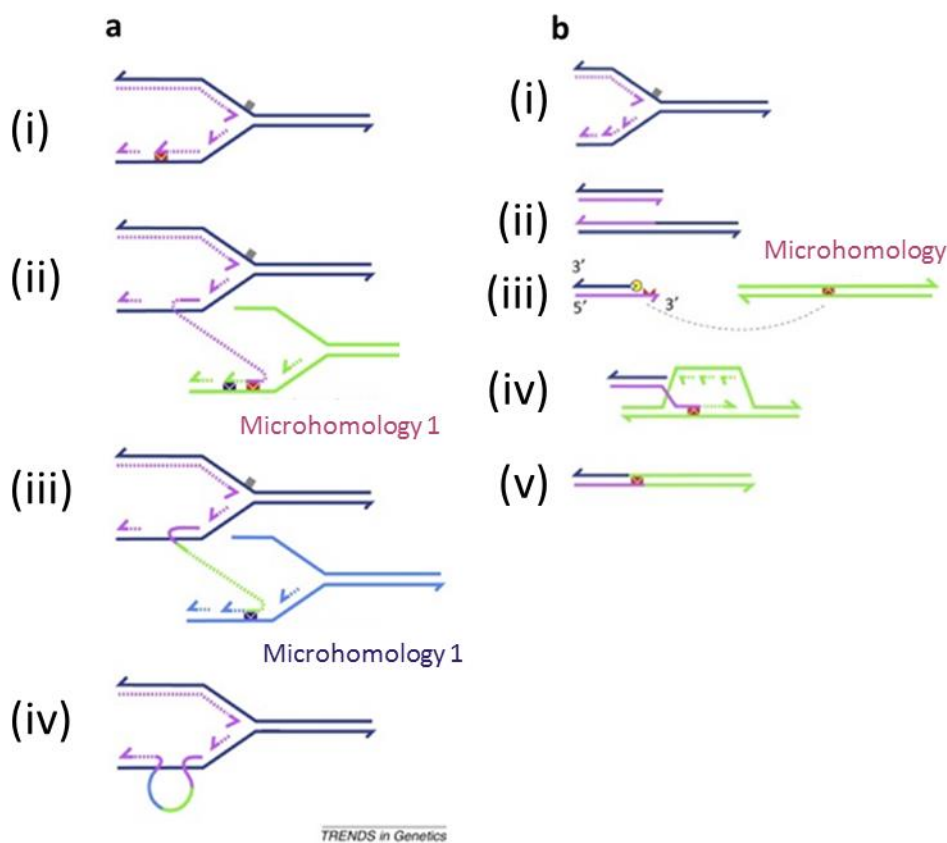 a
(i)
(ii)
Microhomology 1
(iii)
Microhomology 1
(iv)
TRENDS in Genetics
b
(i)
(ii)
Microhomology
(iii)
3′
5′
3′
(iv)
(v)